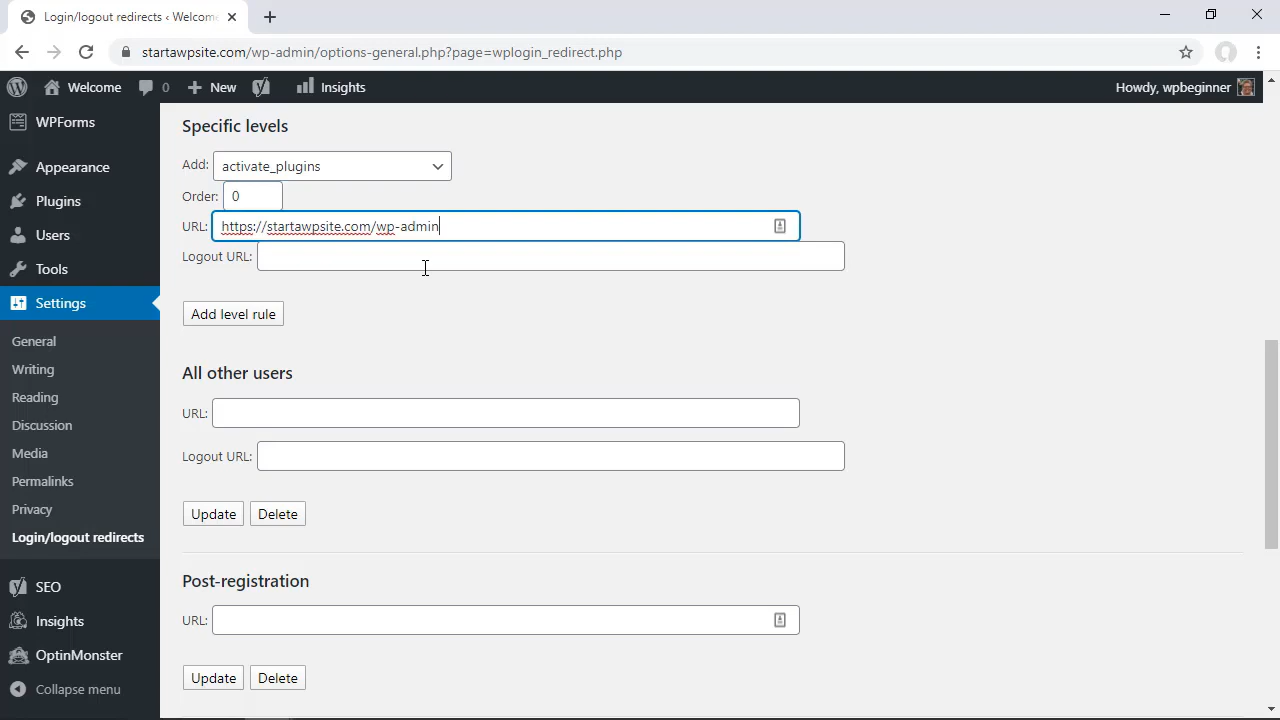 Login/logout redirects ‹ Welcom
startawpsite.com/wp-admin/options-general.php?page=wplogin_redirect.php
Welcome 0 New Insights Howdy, wpbeginner
WPForms
Appearance
Plugins
Users
Tools
Settings
General
Writing
Reading
Discussion
Media
Permalinks
Privacy
Login/logout redirects
SEO
Insights
OptinMonster
Collapse menu
Specific levels
Add: activate_plugins
Order: 0
URL: https://startawpsite.com/wp-admin
Logout URL:
Add level rule
All other users
URL:
Logout URL:
Update Delete
Post-registration
URL:
Update Delete